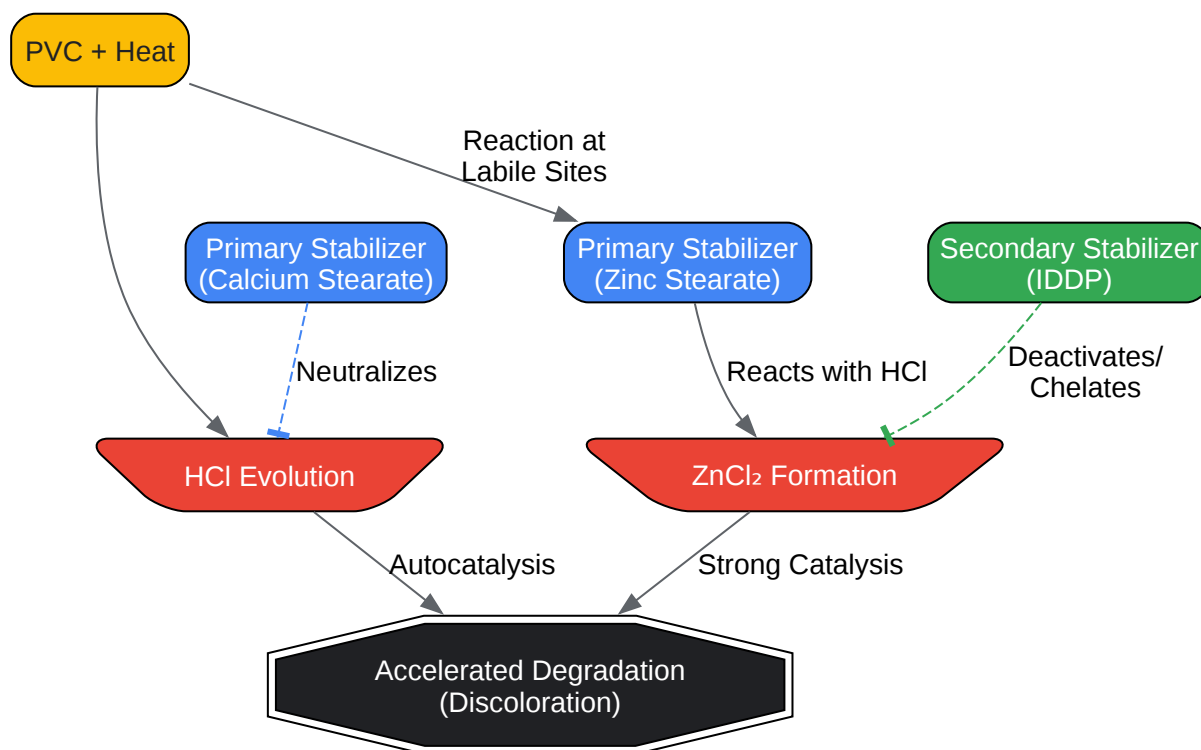 PVC + Heat
Reaction at
Labile Sites
Primary Stabilizer
(Calcium Stearate)
Primary Stabilizer
(Zinc Stearate)
Secondary Stabilizer
(IDDP)
Neutralizes
Reacts with HCl
Deactivates/
Chelates
HCl Evolution
ZnCl₂ Formation
Autocatalysis
Strong Catalysis
Accelerated Degradation
(Discoloration)